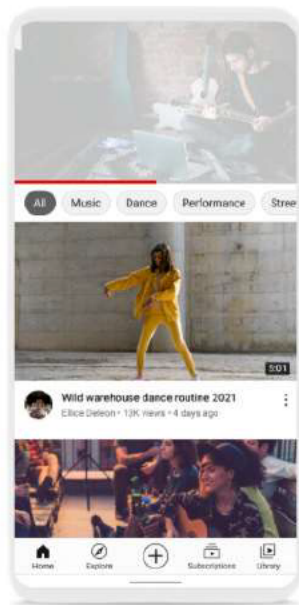 All Music Dance Performance Stree
5:01
Wild warehouse dance routine 2021
Ellice Deleon • 13K views • 4 days ago
Home Explore Subscriptions Library